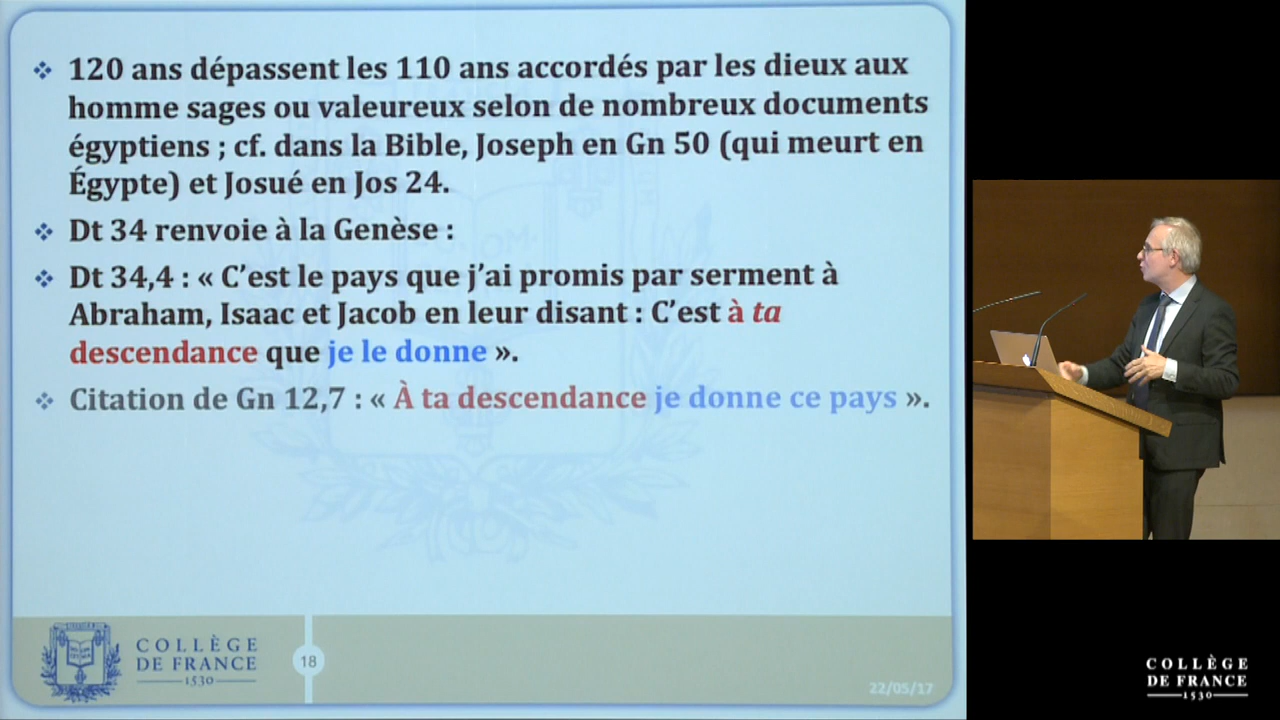 ❖ 120 ans dépassent les 110 ans accordés par les dieux aux
homme sages ou valeureux selon de nombreux documents
égyptiens ; cf. dans la Bible, Joseph en Gn 50 (qui meurt en
Égypte) et Josué en Jos 24.
❖ Dt 34 renvoie à la Genèse :
❖ Dt 34,4 : « C’est le pays que j’ai promis par serment à
Abraham, Isaac et Jacob en leur disant : C’est à ta
descendance que je le donne ».
❖ Citation de Gn 12,7 : « À ta descendance je donne ce pays ».
COLLÈGE
DE FRANCE
1530
18
22/05/17
COLLÈGE
DE FRANCE
1530